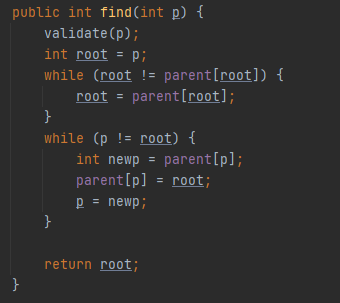 public int find(int p) {
    validate(p);
    int root = p;
    while (root != parent[root]) {
        root = parent[root];
    }
    while (p != root) {
        int newp = parent[p];
        parent[p] = root;
        p = newp;
    }

    return root;
}